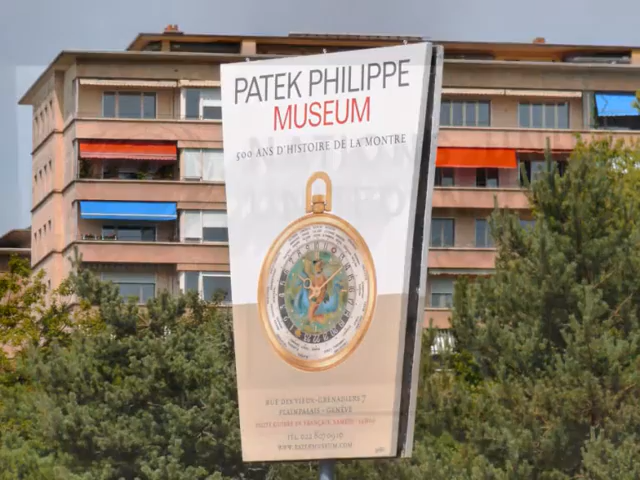 PATEK PHILIPPE
MUSEUM
500 ANS D'HISTOIRE DE LA MONTRE
RUE DES VIEUX-GRENADIERS 7
PLAINPALAIS - GENÈVE
TEL 022 807 09 10
WWW.PATEKMUSEUM.COM